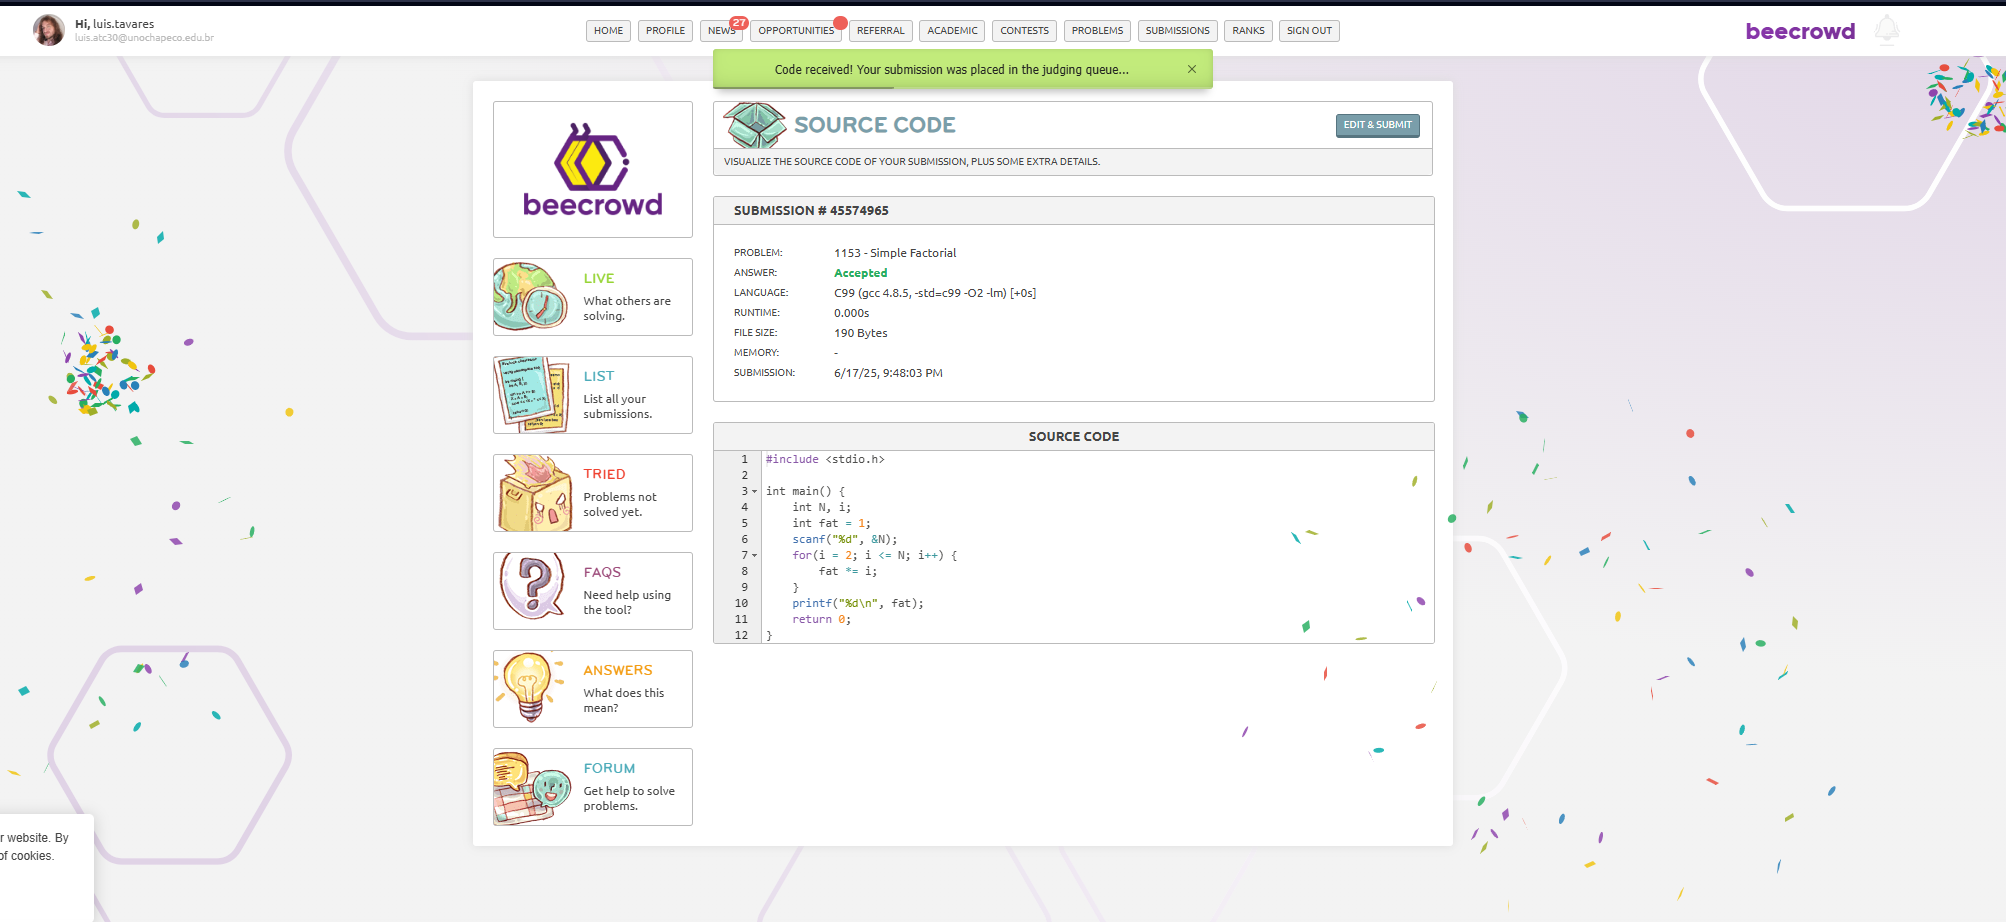 Hi, luis.tavares
luis.atc30@unochapeco.edu.br
HOME
PROFILE
NEWS
27
OPPORTUNITIES
REFERRAL
ACADEMIC
CONTESTS
PROBLEMS
SUBMISSIONS
RANKS
SIGN OUT
beecrowd
Code received! Your submission was placed in the judging queue... ×
beecrowd
LIVE
What others are
solving.
LIST
List all your
submissions.
TRIED
Problems not
solved yet.
FAQS
Need help using
the tool?
ANSWERS
What does this
mean?
FORUM
Get help to solve
problems.
SOURCE CODE
EDIT & SUBMIT
VISUALIZE THE SOURCE CODE OF YOUR SUBMISSION, PLUS SOME EXTRA DETAILS.
SUBMISSION # 45574965
PROBLEM: 1153 - Simple Factorial
ANSWER: Accepted
LANGUAGE: C99 (gcc 4.8.5, -std=c99 -O2 -lm) [+0s]
RUNTIME: 0.000s
FILE SIZE: 190 Bytes
MEMORY: -
SUBMISSION: 6/17/25, 9:48:03 PM
SOURCE CODE
1 #include <stdio.h>
2
3 int main() {
4     int N, i;
5     int fat = 1;
6     scanf("%d", &N);
7     for(i = 2; i <= N; i++) {
8         fat *= i;
9     }
10     printf("%d\n", fat);
11     return 0;
12 }
r website. By
of cookies.